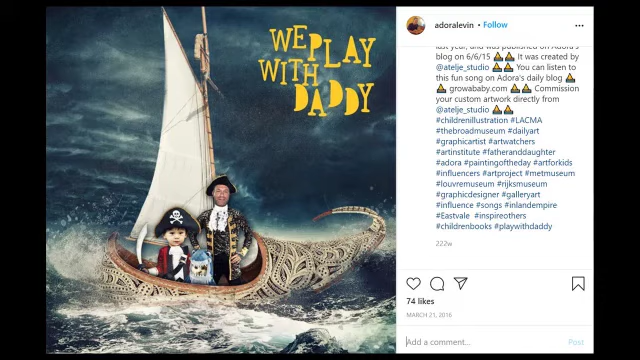 WE PLAY
WITH
DADDY
adoralevin • Follow
last year, and was published on Adora's
blog on 6/6/15 ⛵⛵ It was created by
@atelje_studio ⛵⛵ You can listen to
this fun song on Adora's daily blog ⛵
⛵ growababy.com ⛵⛵ Commission
your custom artwork directly from
@atelje_studio ⛵⛵
#childrenillustration #LACMA
#thebroadmuseum #dailyart
#graphicartist #artwatchers
#artinstitute #fatheranddaughter
#adora #paintingoftheday #artforkids
#influencers #artproject #metmuseum
#louvremuseum #rijksmuseum
#graphicdesigner #galleryart
#influence #songs #inlandempire
#Eastvale #inspireothers
#childrenbooks #playwithdaddy
222w
74 likes
MARCH 21, 2016
Add a comment...
Post